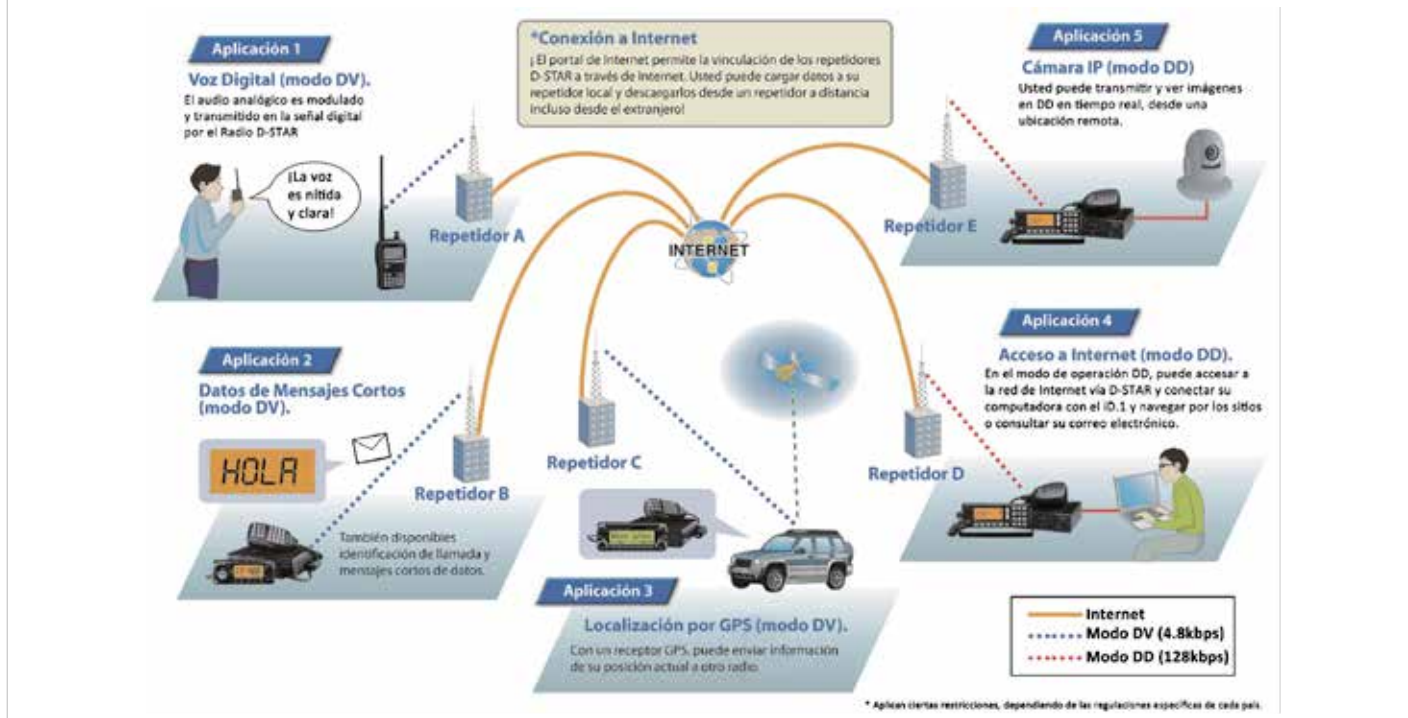 Aplicación 1
Voz Digital (modo DV).
El audio analógico es modulado
y transmitido en la señal digital
por el Radio D-STAR
¡La voz
es nítida
y clara!
Repetidor A
*Conexión a Internet
¡El portal de Internet permite la vinculación de los repetidores
D-STAR a través de Internet. Usted puede cargar datos a su
repetidor local y descargarlos desde un repetidor a distancia
incluso desde el extranjero!
Aplicación 5
Cámara IP (modo DD)
Usted puede transmitir y ver imágenes
en DD en tiempo real, desde una
ubicación remota.
Repetidor E
INTERNET
Aplicación 2
Datos de Mensajes Cortos
(modo DV).
HOLA
Repetidor B
También disponibles
identificación de llamada y
mensajes cortos de datos.
Repetidor C
Aplicación 3
Localización por GPS (modo DV).
Con un receptor GPS, puede enviar información
de su posición actual a otro radio.
Aplicación 4
Acceso a Internet (modo DD).
En el modo de operación DD, puede accesar a
la red de Internet vía D-STAR y conectar su
computadora con el iD.1 y navegar por los sitios
o consultar su correo electrónico.
Repetidor D
Internet
Modo DV (4.8kbps)
Modo DD (128kbps)
* Aplican ciertas restricciones, dependiendo de las regulaciones específicas de cada país.